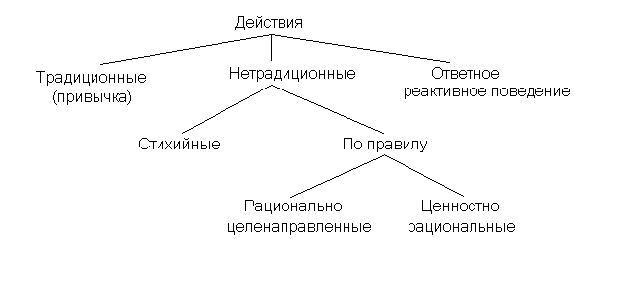 Действия
Традиционные
(привычка)
Нетрадиционные
Ответное
реактивное поведение
Стихийные
По правилу
Рационально
целенаправленные
Ценностно
рациональные